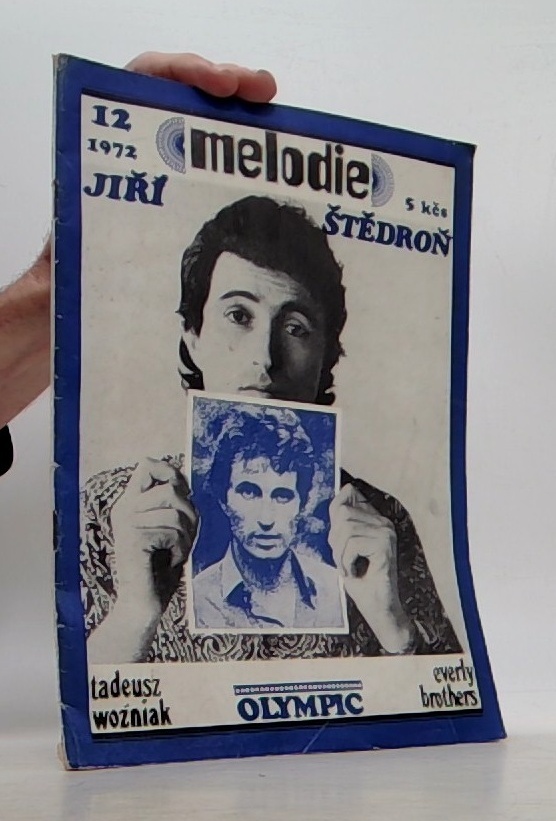 12
1972
melodie
5 kčs
JIŘÍ
ŠTĚDROŇ
tadeusz
woźniak
OLYMPIC
everly
brothers